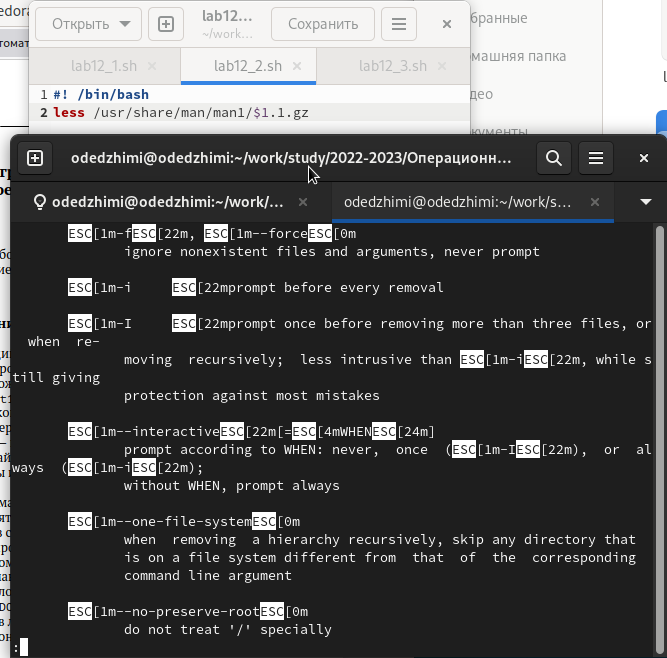 Открыть
lab12...
~/work...
Сохранить
lab12_1.sh
lab12_2.sh
lab12_3.sh
1 #! /bin/bash
2 less /usr/share/man/man1/$1.1.gz
odedzhimi@odedzhimi:~/work/study/2022-2023/Операционн...
odedzhimi@odedzhimi:~/work/...
odedzhimi@odedzhimi:~/work/s...
ESC[1m-fESC[22m, ESC[1m--forceESC[0m
ignore nonexistent files and arguments, never prompt
ESC[1m-i     ESC[22mprompt before every removal
ESC[1m-I     ESC[22mprompt once before removing more than three files, or
when  re-
moving  recursively;  less intrusive than ESC[1m-iESC[22m, while s
till giving
protection against most mistakes
ESC[1m--interactiveESC[22m[=ESC[4mWHENESC[24m]
prompt according to WHEN: never,  once  (ESC[1m-IESC[22m),  or  al
ways  (ESC[1m-iESC[22m);
without WHEN, prompt always
ESC[1m--one-file-systemESC[0m
when  removing  a hierarchy recursively, skip any directory that
is on a file system different from  that  of  the  corresponding
command line argument
ESC[1m--no-preserve-rootESC[0m
do not treat '/' specially
: